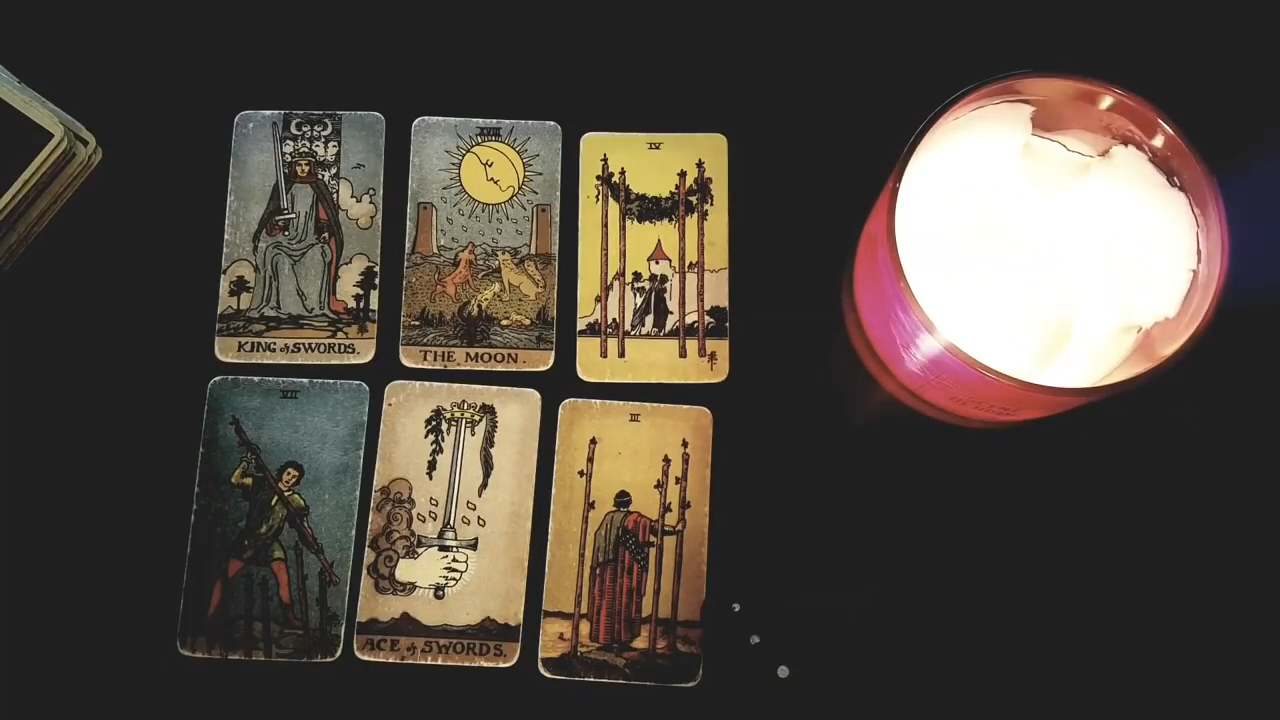 XVIII
IV
KING of SWORDS.
THE MOON.
VII
III
ACE of SWORDS.